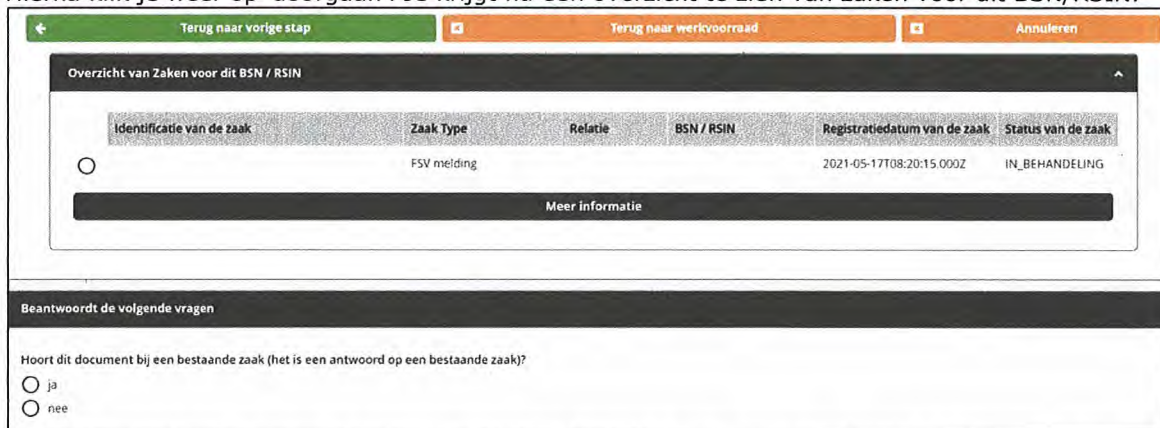 Terug naar vorige stap Terug naar werkvoorraad Annuleren
Overzicht van Zaken voor dit BSN / RSIN
Identificatie van de zaak Zaak Type Relatie BSN / RSIN Registratiedatum van de zaak Status van de zaak
FSV melding 2021-05-17T08:20:15.000Z IN_BEHANDELING
Meer informatie
Beantwoordt de volgende vragen
Hoort dit document bij een bestaande zaak (het is een antwoord op een bestaande zaak)?
ja
nee